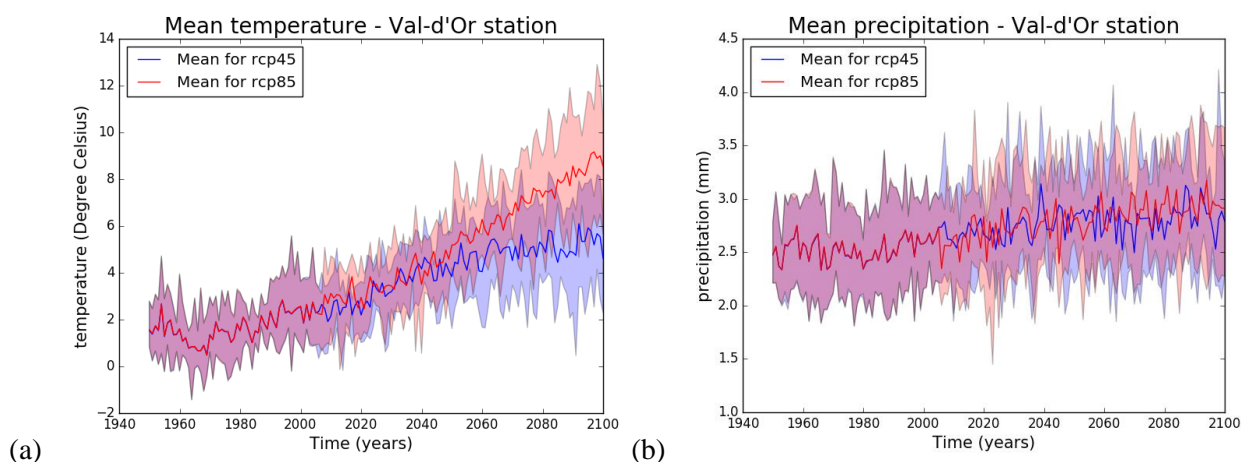 Mean temperature - Val-d'Or station
14
12
10
8
6
4
2
0
−2
temperature (Degree Celsius)
Mean for rcp45
Mean for rcp85
1940 1960 1980 2000 2020 2040 2060 2080 2100
Time (years)
(a)
Mean precipitation - Val-d'Or station
4.5
4.0
3.5
3.0
2.5
2.0
1.5
1.0
precipitation (mm)
Mean for rcp45
Mean for rcp85
1940 1960 1980 2000 2020 2040 2060 2080 2100
Time (years)
(b)